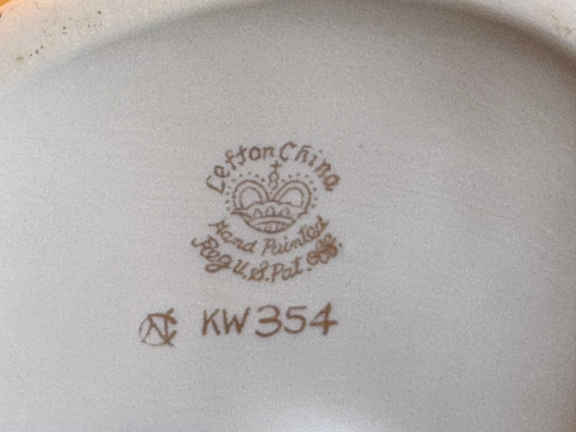 Lefton China
Hand Painted
Reg U.S. Pat. Off.
KW354